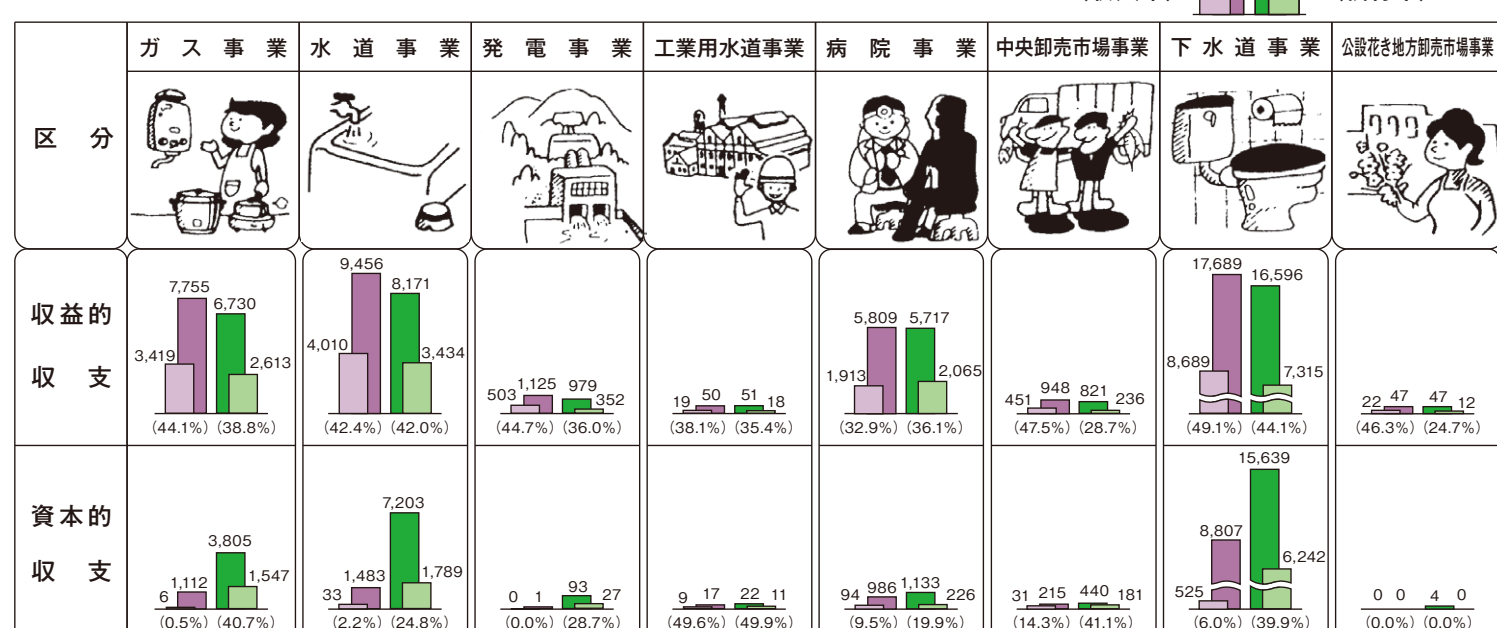 区 分 ガス事業 水道事業 発電事業 工業用水道事業 病院事業 中央卸売市場事業 下水道事業 公設花き地方卸売市場事業
収益的
収 支
7,755 6,730 3,419 2,613
(44.1%) (38.8%)
9,456 8,171 4,010 3,434
(42.4%) (42.0%)
503 1,125 979 352
(44.7%) (36.0%)
19 50 51 18
(38.1%) (35.4%)
5,809 5,717 1,913 2,065
(32.9%) (36.1%)
451 948 821 236
(47.5%) (28.7%)
17,689 16,596 8,689 7,315
(49.1%) (44.1%)
22 47 47 12
(46.3%) (24.7%)
資本的
収 支
6 1,112 3,805 1,547
(0.5%) (40.7%)
33 1,483 7,203 1,789
(2.2%) (24.8%)
0 1 93 27
(0.0%) (28.7%)
9 17 22 11
(49.6%) (49.9%)
94 986 1,133 226
(9.5%) (19.9%)
31 215 440 181
(14.3%) (41.1%)
525 8,807 15,639 6,242
(6.0%) (39.9%)
0 0 4 0
(0.0%) (0.0%)